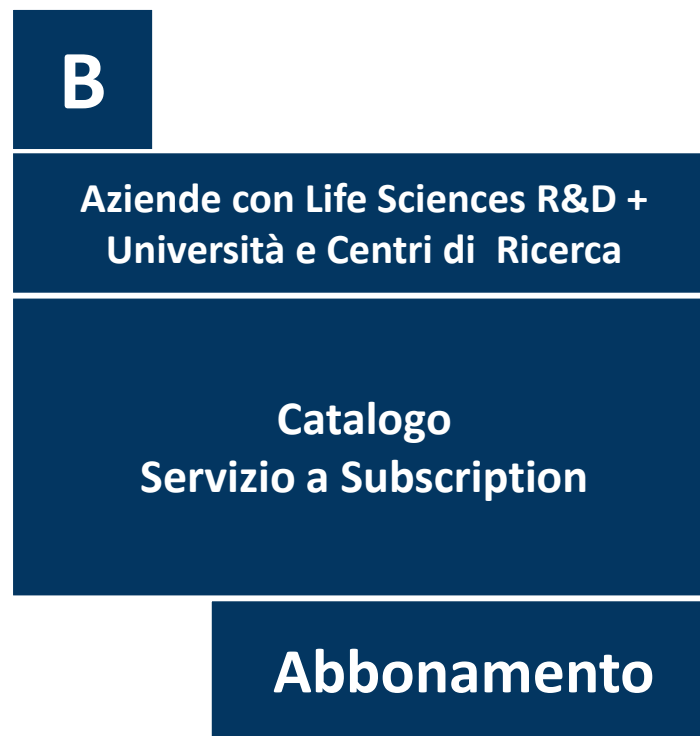 B
Aziende con Life Sciences R&D +
Università e Centri di Ricerca
Catalogo
Servizio a Subscription
Abbonamento